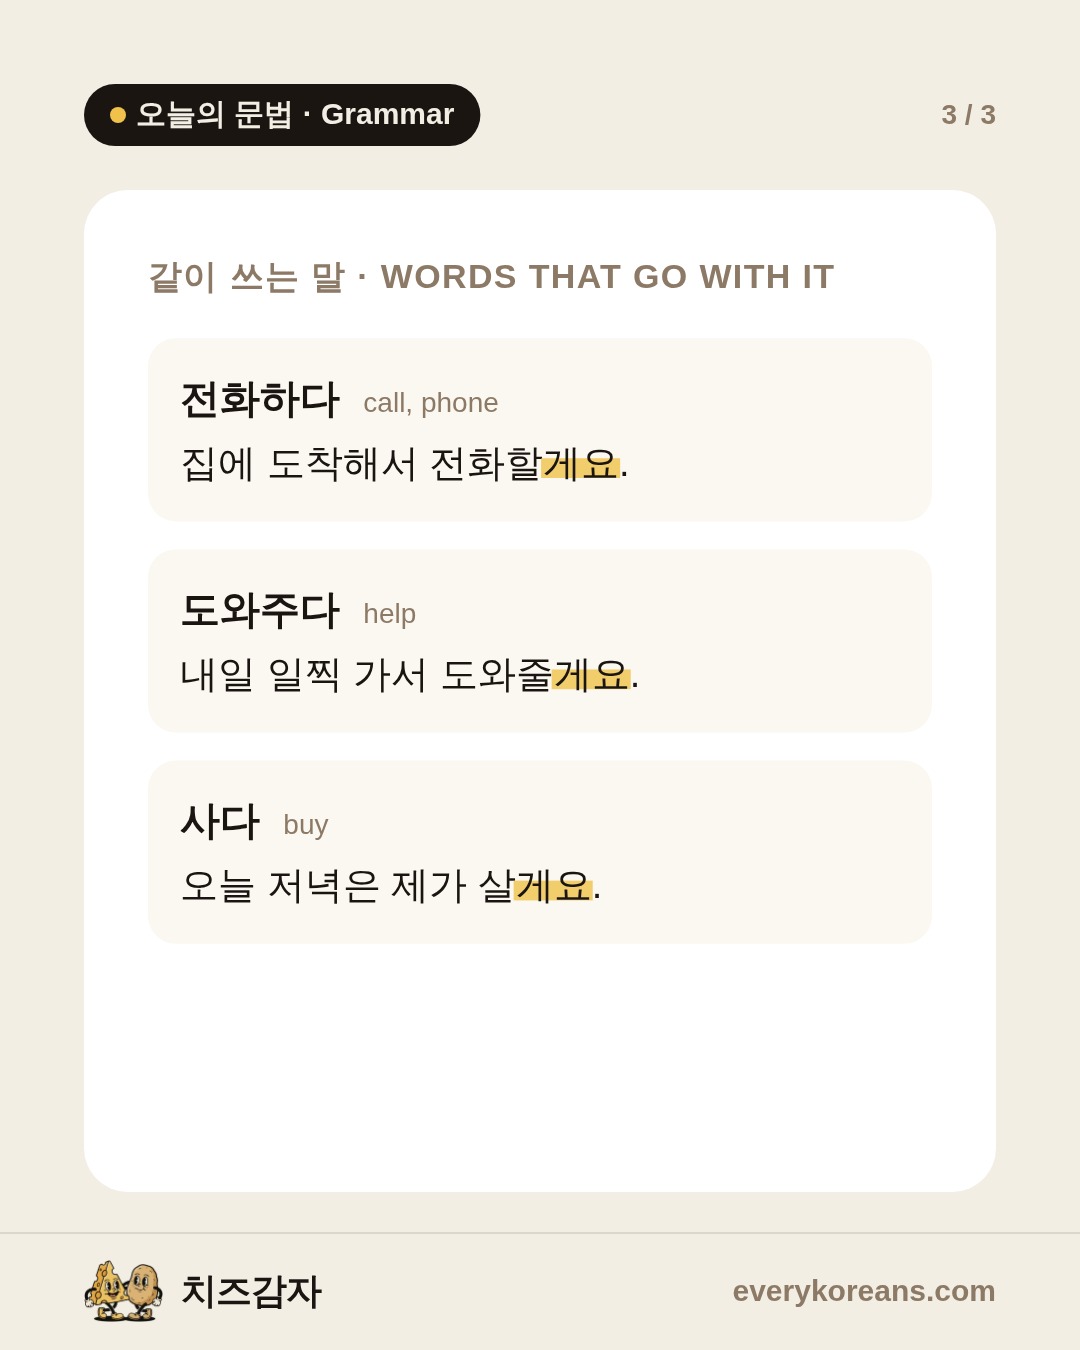 오늘의 문법 · Grammar
3 / 3
같이 쓰는 말 · WORDS THAT GO WITH IT
전화하다 call, phone
집에 도착해서 전화할게요.
도와주다 help
내일 일찍 가서 도와줄게요.
사다 buy
오늘 저녁은 제가 살게요.
치즈감자
everykoreans.com